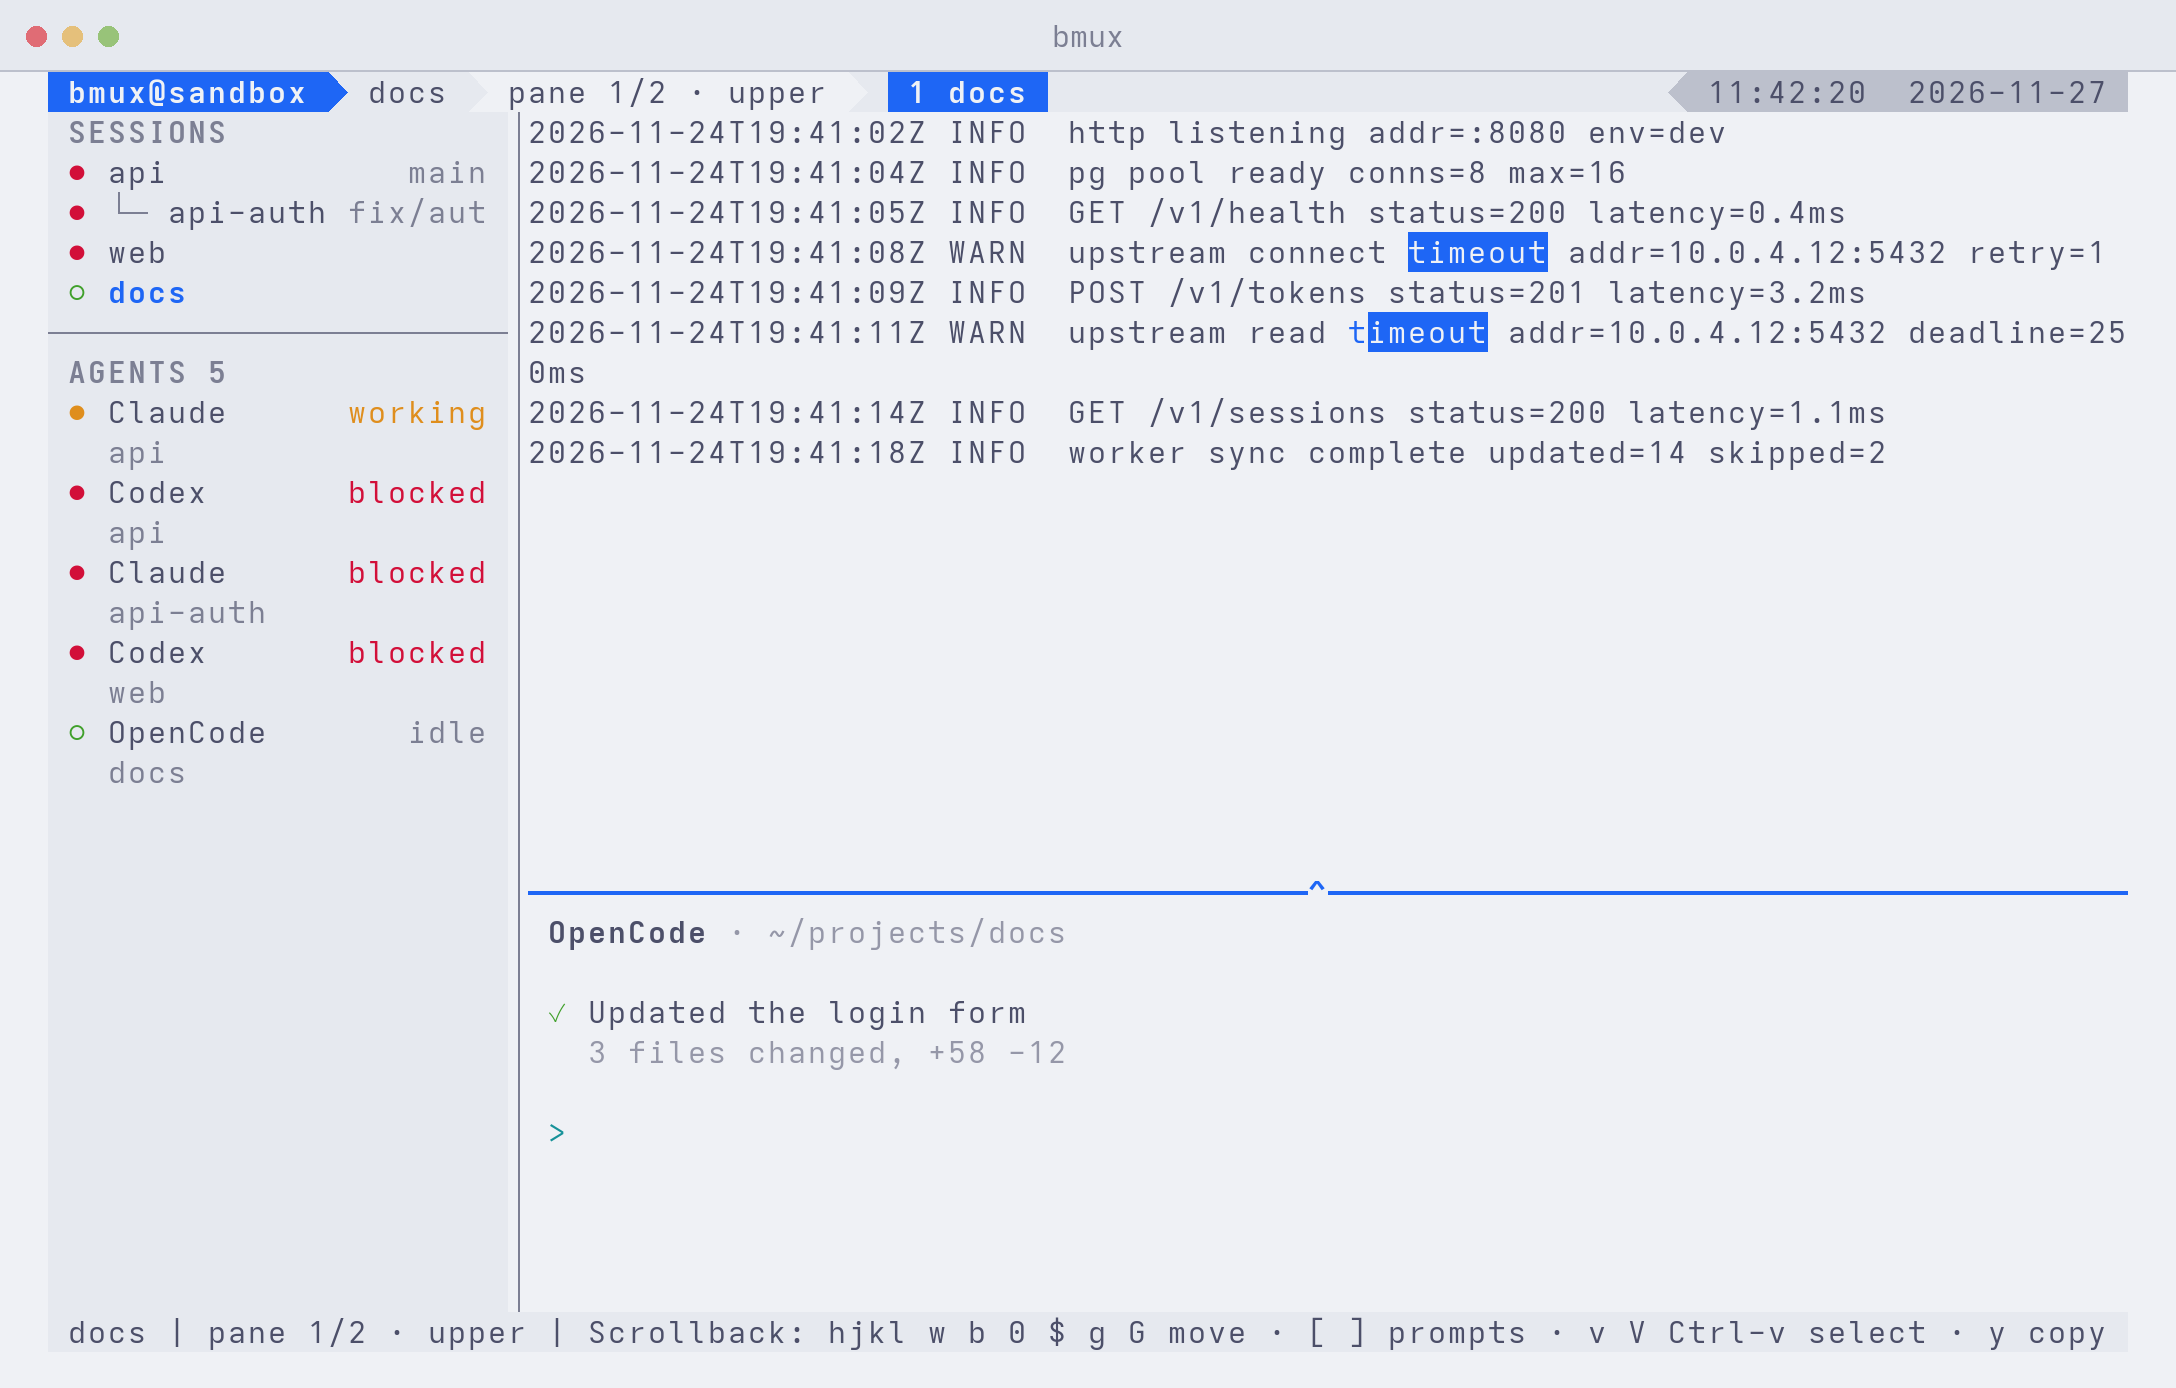 bmux
bmux@sandbox docs pane 1/2 · upper 1 docs 11:42:20 2026-11-27
SESSIONS
● api main
● └─ api-auth fix/aut
● web
○ docs
AGENTS 5
● Claude working
api
● Codex blocked
api
● Claude blocked
api-auth
● Codex blocked
web
○ OpenCode idle
docs
2026-11-24T19:41:02Z INFO  http listening addr=:8080 env=dev
2026-11-24T19:41:04Z INFO  pg pool ready conns=8 max=16
2026-11-24T19:41:05Z INFO  GET /v1/health status=200 latency=0.4ms
2026-11-24T19:41:08Z WARN  upstream connect timeout addr=10.0.4.12:5432 retry=1
2026-11-24T19:41:09Z INFO  POST /v1/tokens status=201 latency=3.2ms
2026-11-24T19:41:11Z WARN  upstream read timeout addr=10.0.4.12:5432 deadline=25
0ms
2026-11-24T19:41:14Z INFO  GET /v1/sessions status=200 latency=1.1ms
2026-11-24T19:41:18Z INFO  worker sync complete updated=14 skipped=2
^
OpenCode · ~/projects/docs
✓ Updated the login form
3 files changed, +58 -12
>
docs | pane 1/2 · upper | Scrollback: hjkl w b 0 $ g G move · [ ] prompts · v V Ctrl-v select · y copy